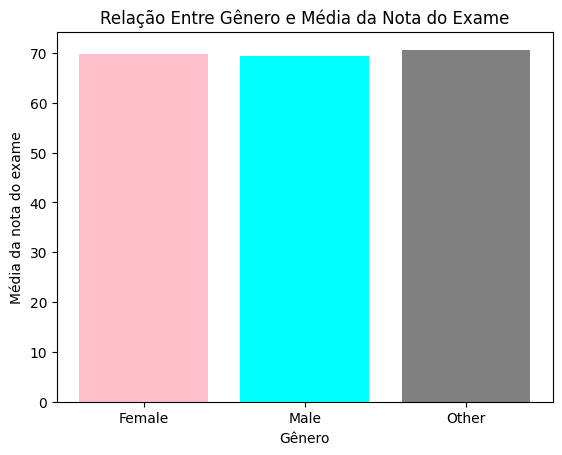 Relação Entre Gênero e Média da Nota do Exame
Média da nota do exame
70
60
50
40
30
20
10
0
Female Male Other
Gênero